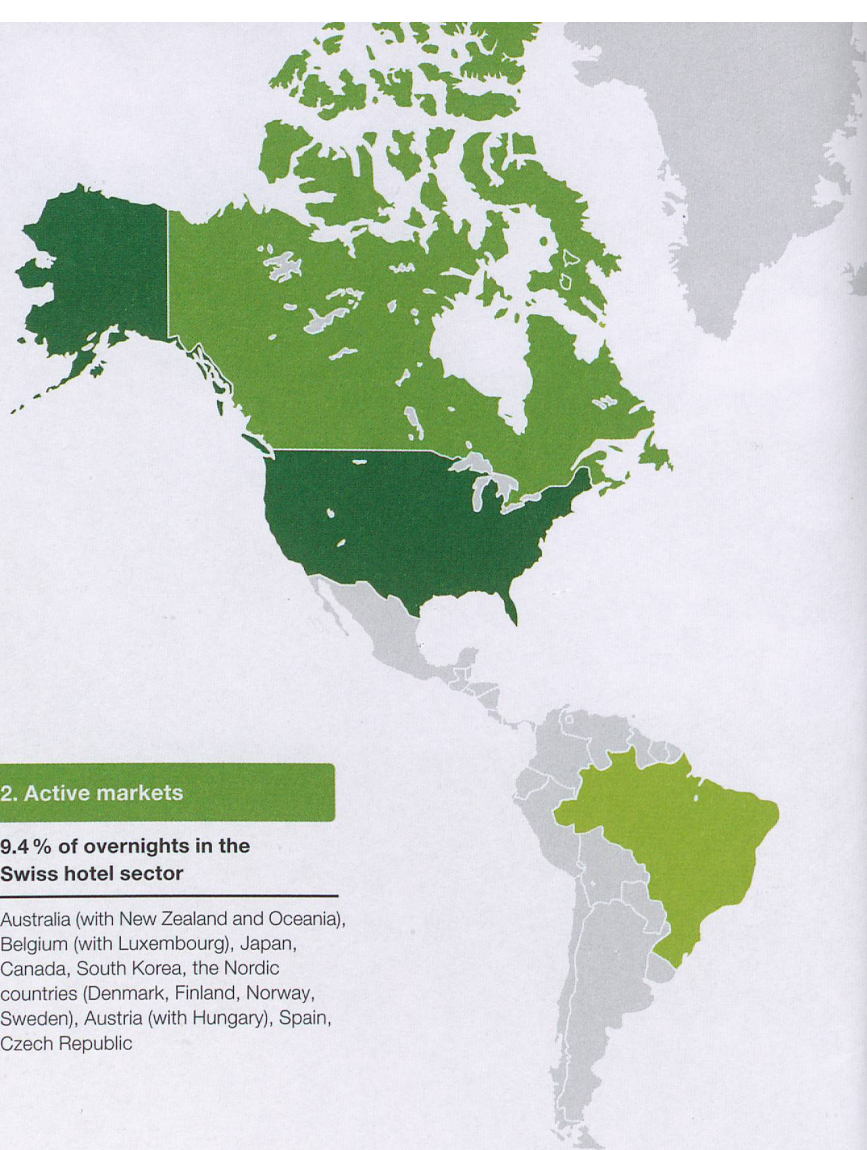 2. Active markets
9.4 % of overnights in the
Swiss hotel sector
Australia (with New Zealand and Oceania),
Belgium (with Luxembourg), Japan,
Canada, South Korea, the Nordic
countries (Denmark, Finland, Norway,
Sweden), Austria (with Hungary), Spain,
Czech Republic